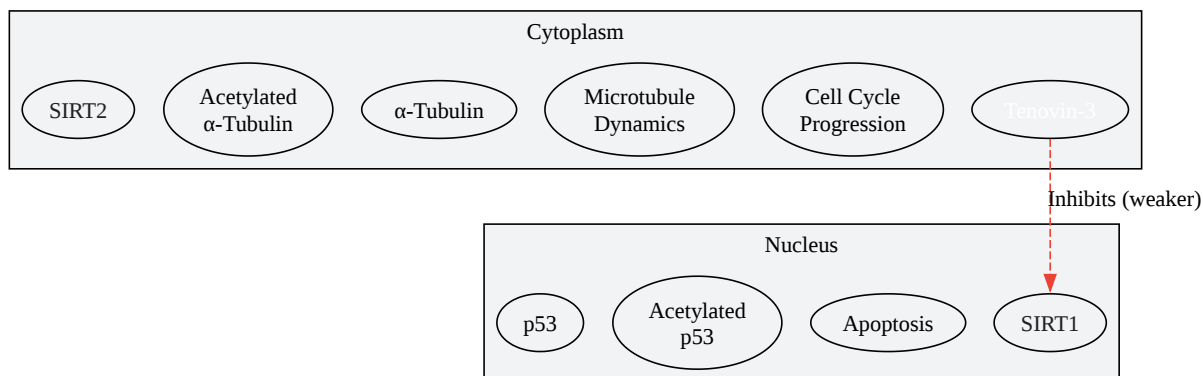 Cytoplasm
SIRT2
Acetylated
α-Tubulin
α-Tubulin
Microtubule
Dynamics
Cell Cycle
Progression
Tenovin-3
Inhibits (weaker)
Nucleus
p53
Acetylated
p53
Apoptosis
SIRT1